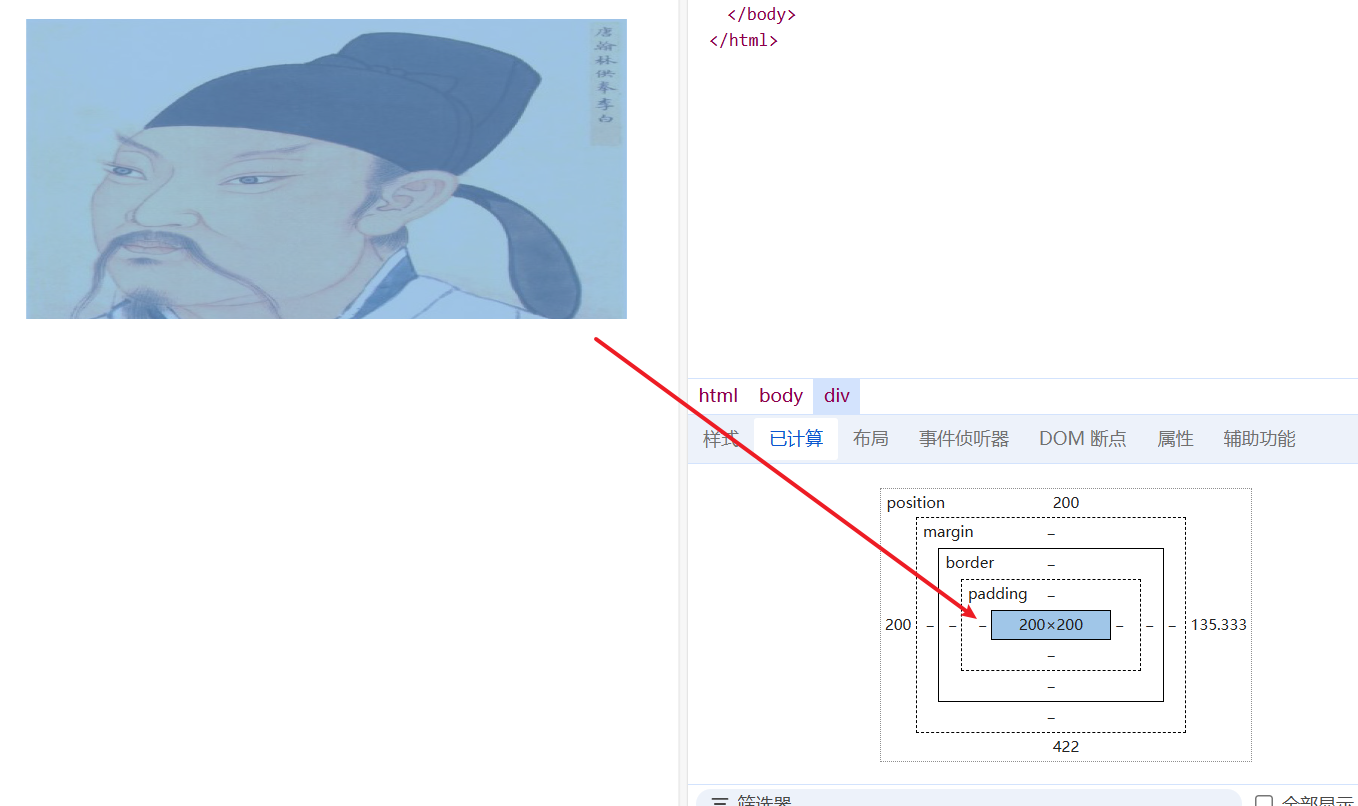 唐翰林供奉李白
</body>
</html>
html body div
样式 已计算 布局 事件侦听器 DOM 断点 属性 辅助功能
position 200
margin –
border –
padding –
200 – – – 200×200 – – – 135.333
–
–
–
422
筛选器 全部显示